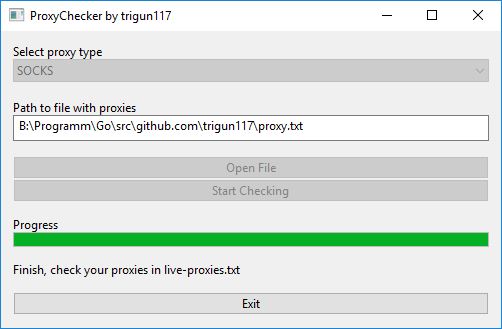 ProxyChecker by trigun117
Select proxy type
SOCKS
Path to file with proxies
B:\Programm\Go\src\github.com\trigun117\proxy.txt
Open File
Start Checking
Progress
Finish, check your proxies in live-proxies.txt
Exit